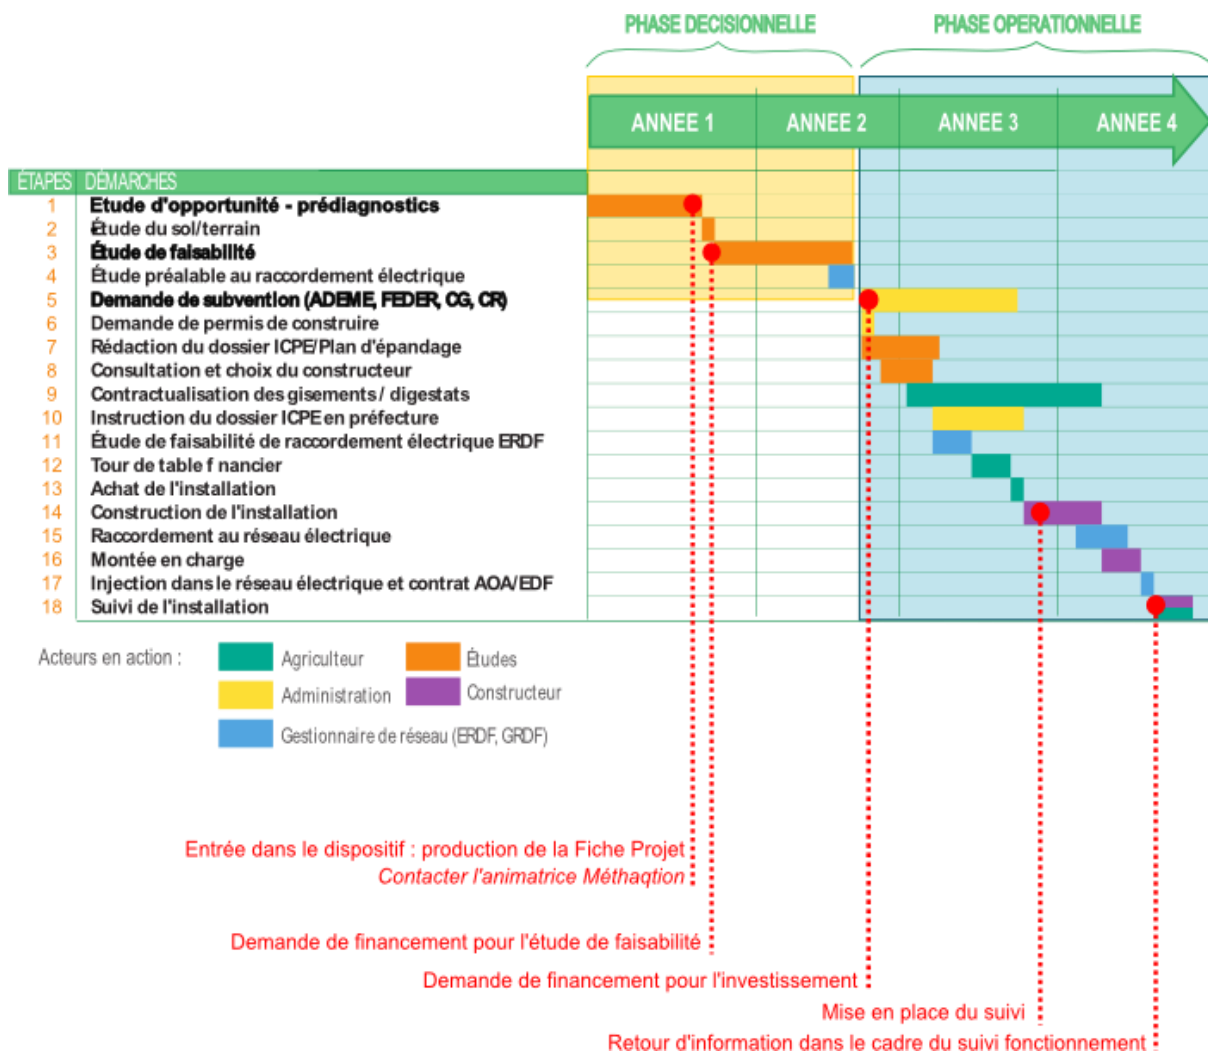 PHASE DECISIONNELLE PHASE OPERATIONNELLE
ANNEE 1 ANNEE 2 ANNEE 3 ANNEE 4
ÉTAPES DÉMARCHES
1 Etude d'opportunité - prédiagnostics
2 Étude du sol/terrain
3 Étude de faisabilité
4 Étude préalable au raccordement électrique
5 Demande de subvention (ADEME, FEDER, CG, CR)
6 Demande de permis de construire
7 Rédaction du dossier ICPE/Plan d'épandage
8 Consultation et choix du constructeur
9 Contractualisation des gisements / digestats
10 Instruction du dossier ICPE en préfecture
11 Étude de faisabilité de raccordement électrique ERDF
12 Tour de table f nancier
13 Achat de l'installation
14 Construction de l'installation
15 Raccordement au réseau électrique
16 Montée en charge
17 Injection dans le réseau électrique et contrat AOA/EDF
18 Suivi de l'installation
Acteurs en action : Agriculteur Études
Administration Constructeur
Gestionnaire de réseau (ERDF, GRDF)
Entrée dans le dispositif : production de la Fiche Projet
Contacter l'animatrice Méthaqtion
Demande de financement pour l'étude de faisabilité
Demande de financement pour l'investissement
Mise en place du suivi
Retour d'information dans le cadre du suivi fonctionnement